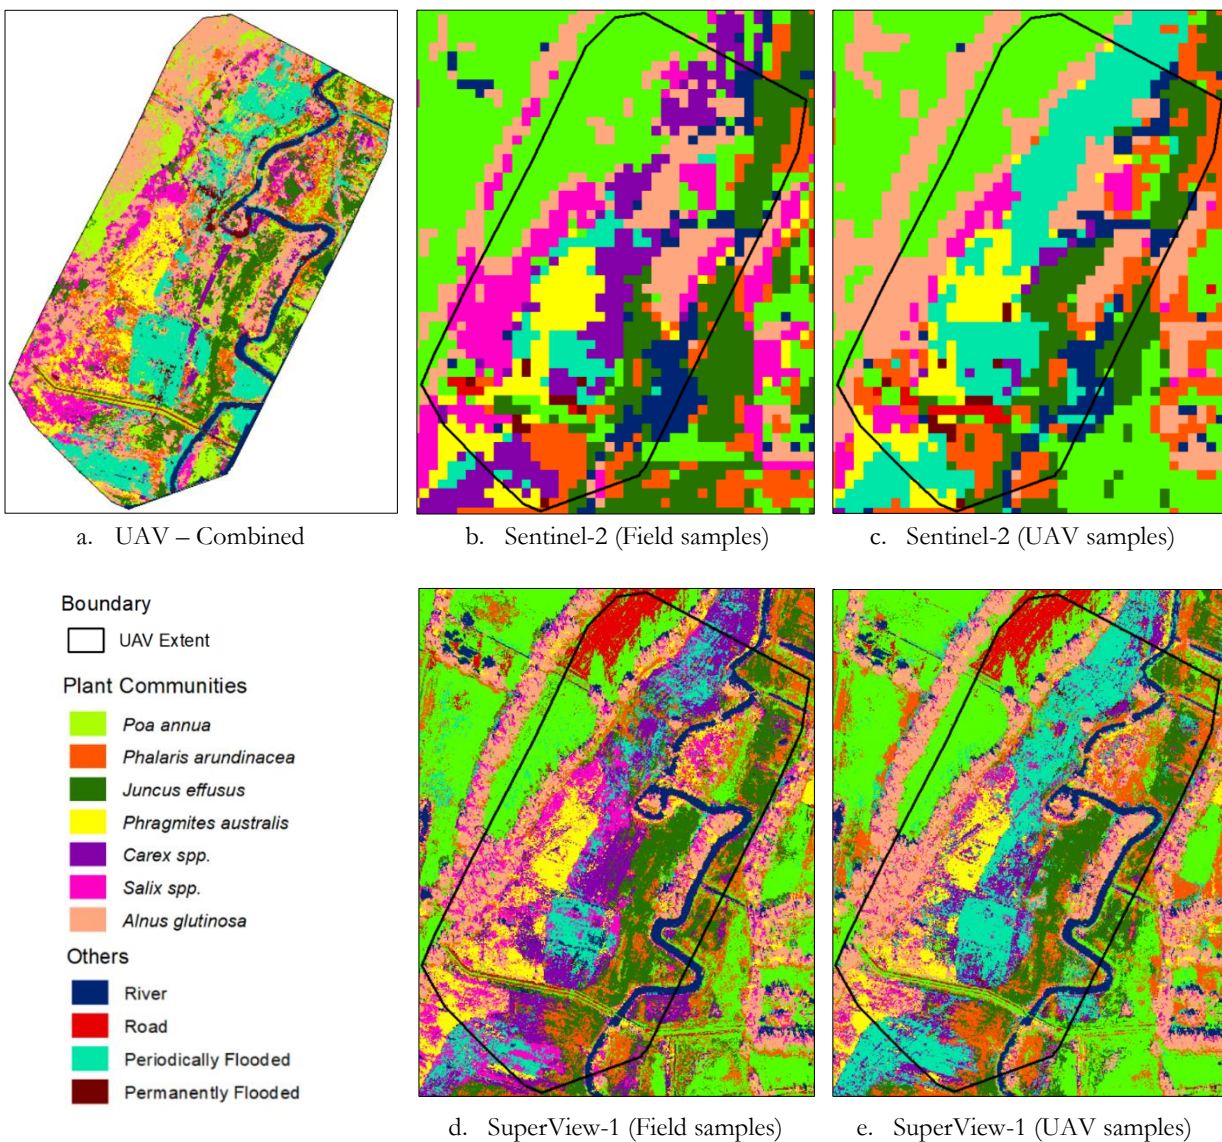 a. UAV – Combined
b. Sentinel-2 (Field samples)
c. Sentinel-2 (UAV samples)
Boundary
UAV Extent
Plant Communities
Poa annua
Phalaris arundinacea
Juncus effusus
Phragmites australis
Carex spp.
Salix spp.
Alnus glutinosa
Others
River
Road
Periodically Flooded
Permanently Flooded
d. SuperView-1 (Field samples)
e. SuperView-1 (UAV samples)